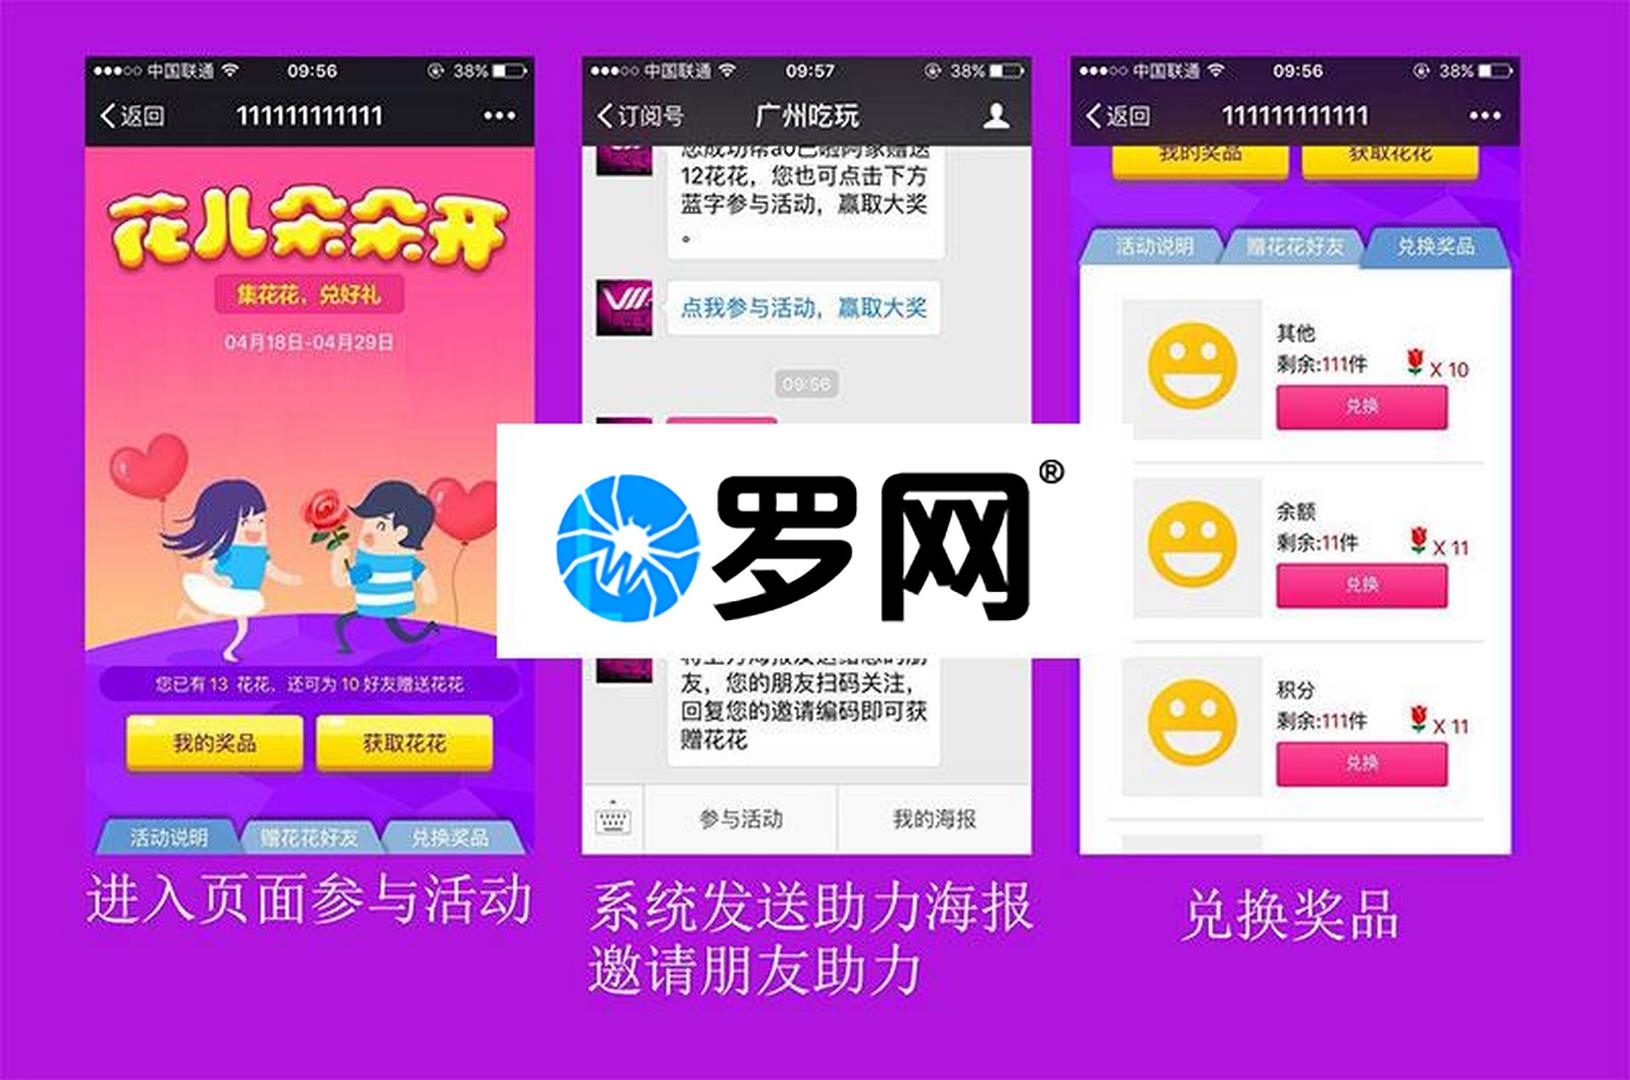 中国联通
09:56
38%
返回
111111111111
花儿朵朵开
集花花,兑好礼
04月18日-04月29日
您已有 13 花花、还可为 10 好友赠送花花
我的奖品
获取花花
活动说明
赠花花好友
兑换奖品
进入页面参与活动
中国联通
09:57
38%
订阅号
广州吃玩
12花花，您也可点击下方
蓝字参与活动，赢取大奖
。
点我参与活动，赢取大奖
09:56
罗网®
友，您的朋友扫码关注，
回复您的邀请编码即可获
赠花花
参与活动
我的海报
系统发送助力海报
邀请朋友助力
中国联通
09:56
38%
返回
111111111111
我的奖品
获取花花
活动说明
赠花花好友
兑换奖品
其他
剩余:111件
X 10
兑换
余额
剩余:11件
X 11
兑换
积分
剩余:111件
X 11
兑换
兑换奖品